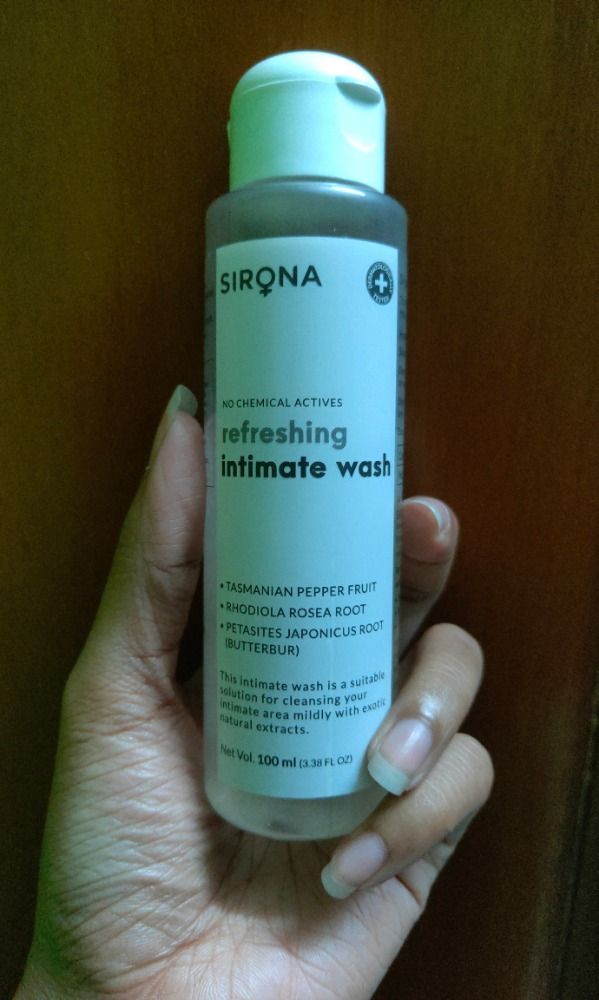 SIRONA
DERMATOLOGICALLY TESTED
NO CHEMICAL ACTIVES
refreshing
intimate wash
• TASMANIAN PEPPER FRUIT
• RHODIOLA ROSEA ROOT
• PETASITES JAPONICUS ROOT
(BUTTERBUR)
This intimate wash is a suitable
solution for cleansing your
intimate area mildly with exotic
natural extracts.
Net Vol. 100 ml (3.38 FL OZ)